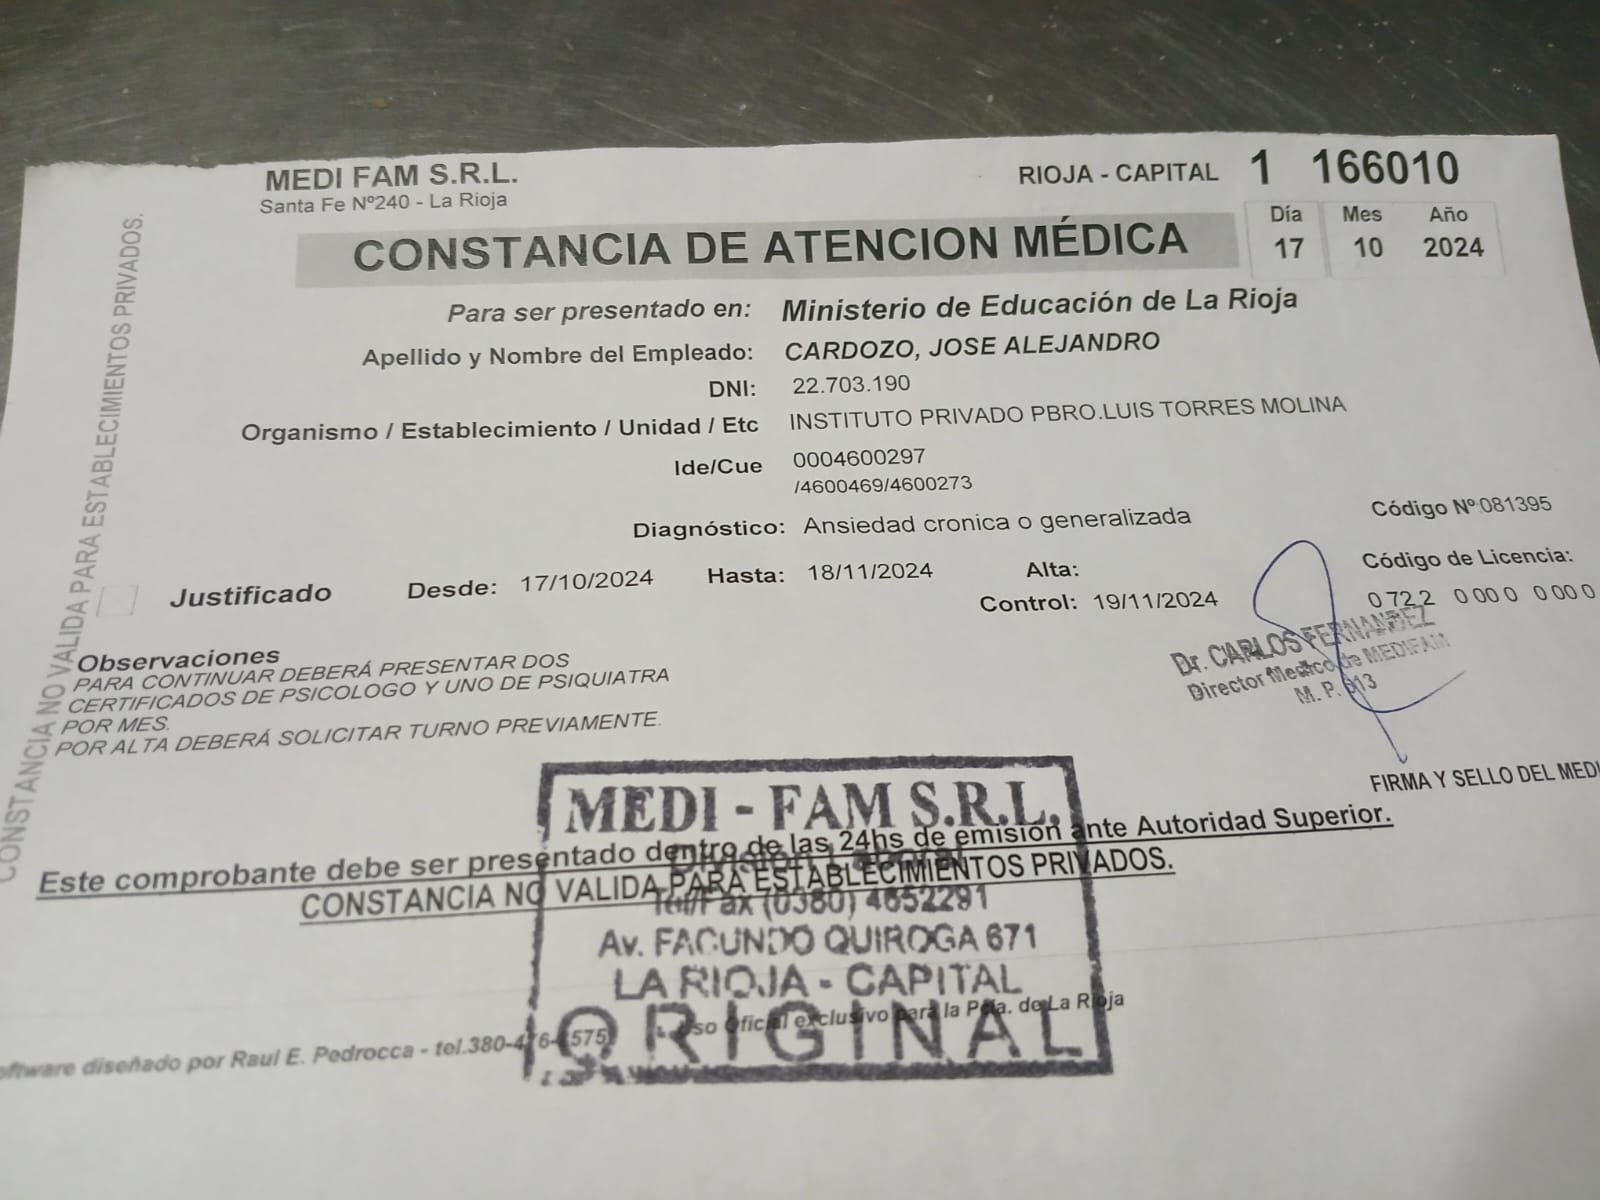 MEDI FAM S.R.L.
Santa Fe Nº240 - La Rioja
RIOJA - CAPITAL 1 166010
CONSTANCIA DE ATENCION MÉDICA
Día Mes Año
17 10 2024
Para ser presentado en: Ministerio de Educación de La Rioja
Apellido y Nombre del Empleado: CARDOZO, JOSE ALEJANDRO
DNI: 22.703.190
Organismo / Establecimiento / Unidad / Etc INSTITUTO PRIVADO PBRO.LUIS TORRES MOLINA
Ide/Cue 0004600297
/4600469/4600273
Diagnóstico: Ansiedad cronica o generalizada
Código Nº:081395
Justificado Desde: 17/10/2024 Hasta: 18/11/2024 Alta:
Control: 19/11/2024
Código de Licencia:
0 72 2 0 00 0 0 00 0
Dr. CARLOS FERNANDEZ
Director Medico de MEDIFAM
M. P. 613
Observaciones
PARA CONTINUAR DEBERÁ PRESENTAR DOS
CERTIFICADOS DE PSICOLOGO Y UNO DE PSIQUIATRA
POR MES.
POR ALTA DEBERÁ SOLICITAR TURNO PREVIAMENTE.
FIRMA Y SELLO DEL MEDI
Este comprobante debe ser presentado dentro de las 24hs de emisión ante Autoridad Superior.
CONSTANCIA NO VALIDA PARA ESTABLECIMIENTOS PRIVADOS.
MEDI - FAM S.R.L.
División Laboral
Tel/Fax (0380) 4652291
Av. FACUNDO QUIROGA 671
LA RIOJA - CAPITAL
ORIGINAL
Uso Oficial exclusivo para la Pcia. de La Rioja
oftware diseñado por Raul E. Pedrocca - tel.380-476-1575
CONSTANCIA NO VALIDA PARA ESTABLECIMIENTOS PRIVADOS.